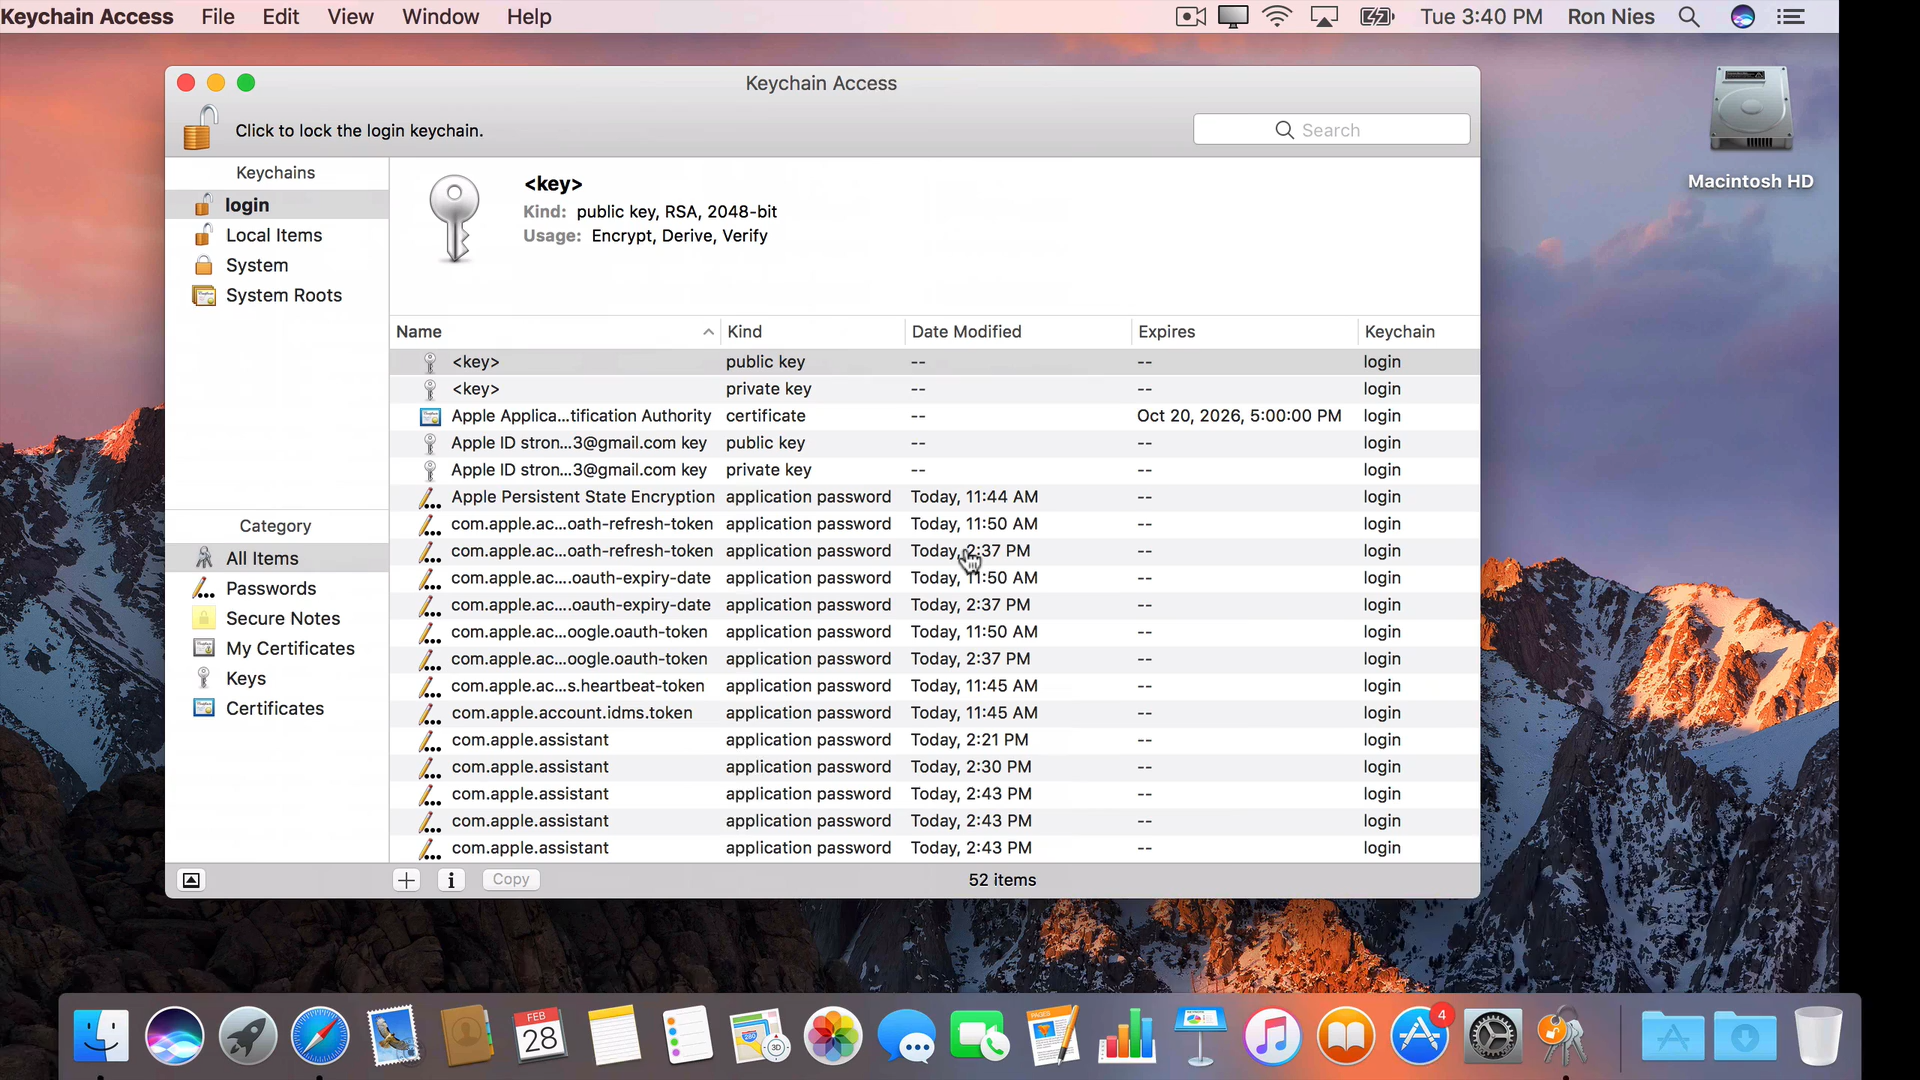 Keychain Access File Edit View Window Help Tue 3:40 PM Ron Nies
Keychain Access
Click to lock the login keychain.
Search
Macintosh HD
Keychains
login
Local Items
System
System Roots
<key>
Kind: public key, RSA, 2048-bit
Usage: Encrypt, Derive, Verify
Name Kind Date Modified Expires Keychain
<key> public key -- -- login
<key> private key -- -- login
Apple Applica...tification Authority certificate -- Oct 20, 2026, 5:00:00 PM login
Apple ID stron...3@gmail.com key public key -- -- login
Apple ID stron...3@gmail.com key private key -- -- login
Apple Persistent State Encryption application password Today, 11:44 AM -- login
com.apple.ac...oath-refresh-token application password Today, 11:50 AM -- login
com.apple.ac...oath-refresh-token application password Today, 2:37 PM -- login
com.apple.ac....oauth-expiry-date application password Today, 11:50 AM -- login
com.apple.ac....oauth-expiry-date application password Today, 2:37 PM -- login
com.apple.ac...oogle.oauth-token application password Today, 11:50 AM -- login
com.apple.ac...oogle.oauth-token application password Today, 2:37 PM -- login
com.apple.ac...s.heartbeat-token application password Today, 11:45 AM -- login
com.apple.account.idms.token application password Today, 11:45 AM -- login
com.apple.assistant application password Today, 2:21 PM -- login
com.apple.assistant application password Today, 2:30 PM -- login
com.apple.assistant application password Today, 2:43 PM -- login
com.apple.assistant application password Today, 2:43 PM -- login
com.apple.assistant application password Today, 2:43 PM -- login
Category
All Items
Passwords
Secure Notes
My Certificates
Keys
Certificates
Copy
52 items
FEB
28
280
3D
PAGES
4